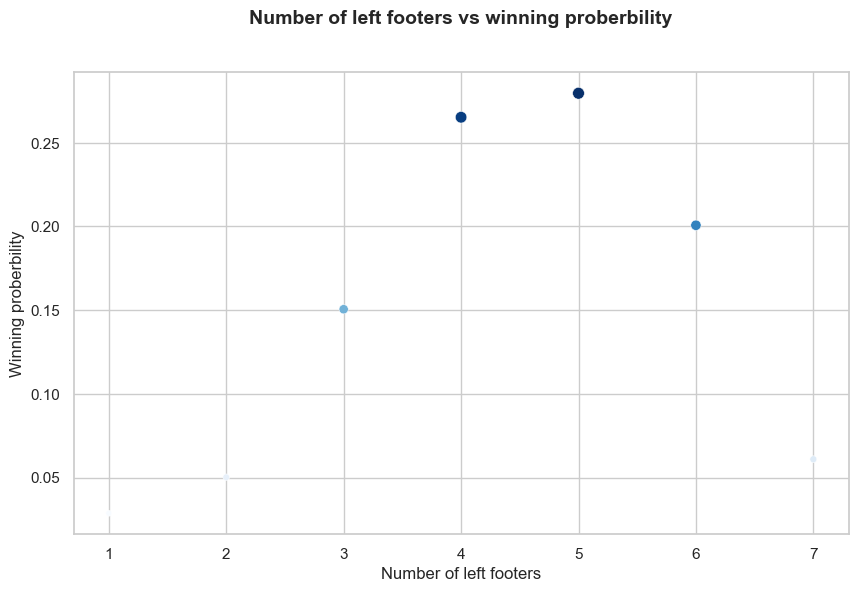 Number of left footers vs winning proberbility
Winning proberbility
0.25
0.20
0.15
0.10
0.05
1 2 3 4 5 6 7
Number of left footers